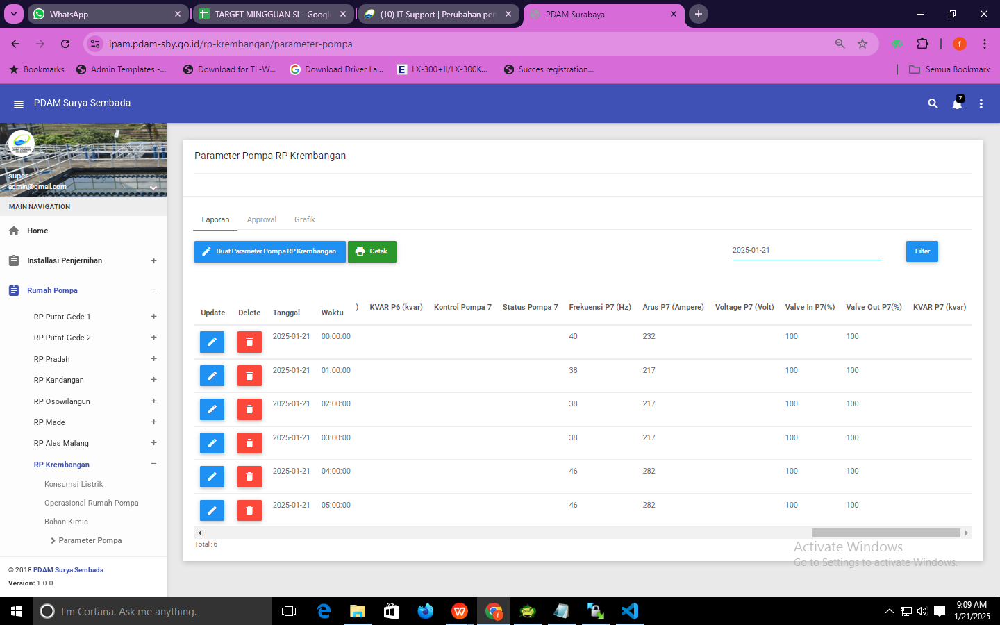 WhatsApp
TARGET MINGGUAN SI - Google
(10) IT Support | Perubahan per
PDAM Surabaya
ipam.pdam-sby.go.id/rp-krembangan/parameter-pompa
f
Bookmarks
Admin Templates -...
Download for TL-W...
Download Driver La...
LX-300+II/LX-300K...
Succes registration...
Semua Bookmark
PDAM Surya Sembada
7
super
admin@gmail.com
MAIN NAVIGATION
Home
Installasi Penjernihan +
Rumah Pompa −
RP Putat Gede 1 +
RP Putat Gede 2 +
RP Pradah +
RP Kandangan +
RP Osowilangun +
RP Made +
RP Alas Malang +
RP Krembangan −
Konsumsi Listrik
Operasional Rumah Pompa
Bahan Kimia
Parameter Pompa
© 2018 PDAM Surya Sembada.
Version: 1.0.0
Parameter Pompa RP Krembangan
Laporan Approval Grafik
Buat Parameter Pompa RP Krembangan
Cetak
2025-01-21
Filter
Update Delete Tanggal Waktu ) KVAR P6 (kvar) Kontrol Pompa 7 Status Pompa 7 Frekuensi P7 (Hz) Arus P7 (Ampere) Voltage P7 (Volt) Valve In P7(%) Valve Out P7(%) KVAR P7 (kvar)
2025-01-21 00:00:00 40 232 100 100
2025-01-21 01:00:00 38 217 100 100
2025-01-21 02:00:00 38 217 100 100
2025-01-21 03:00:00 38 217 100 100
2025-01-21 04:00:00 46 282 100 100
2025-01-21 05:00:00 46 282 100 100
Total : 6
Activate Windows
Go to Settings to activate Windows.
I'm Cortana. Ask me anything.
9:09 AM
1/21/2025